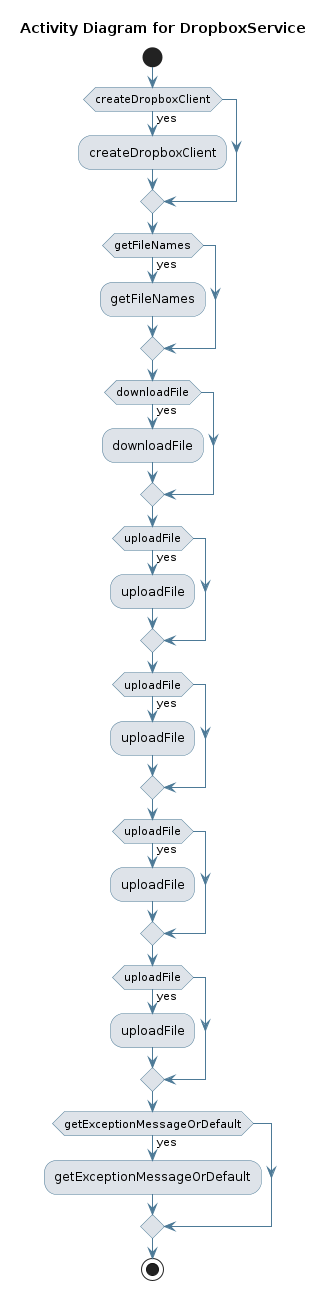 Activity Diagram for DropboxService
createDropboxClient
yes
createDropboxClient
getFileNames
yes
getFileNames
downloadFile
yes
downloadFile
uploadFile
yes
uploadFile
uploadFile
yes
uploadFile
uploadFile
yes
uploadFile
uploadFile
yes
uploadFile
getExceptionMessageOrDefault
yes
getExceptionMessageOrDefault